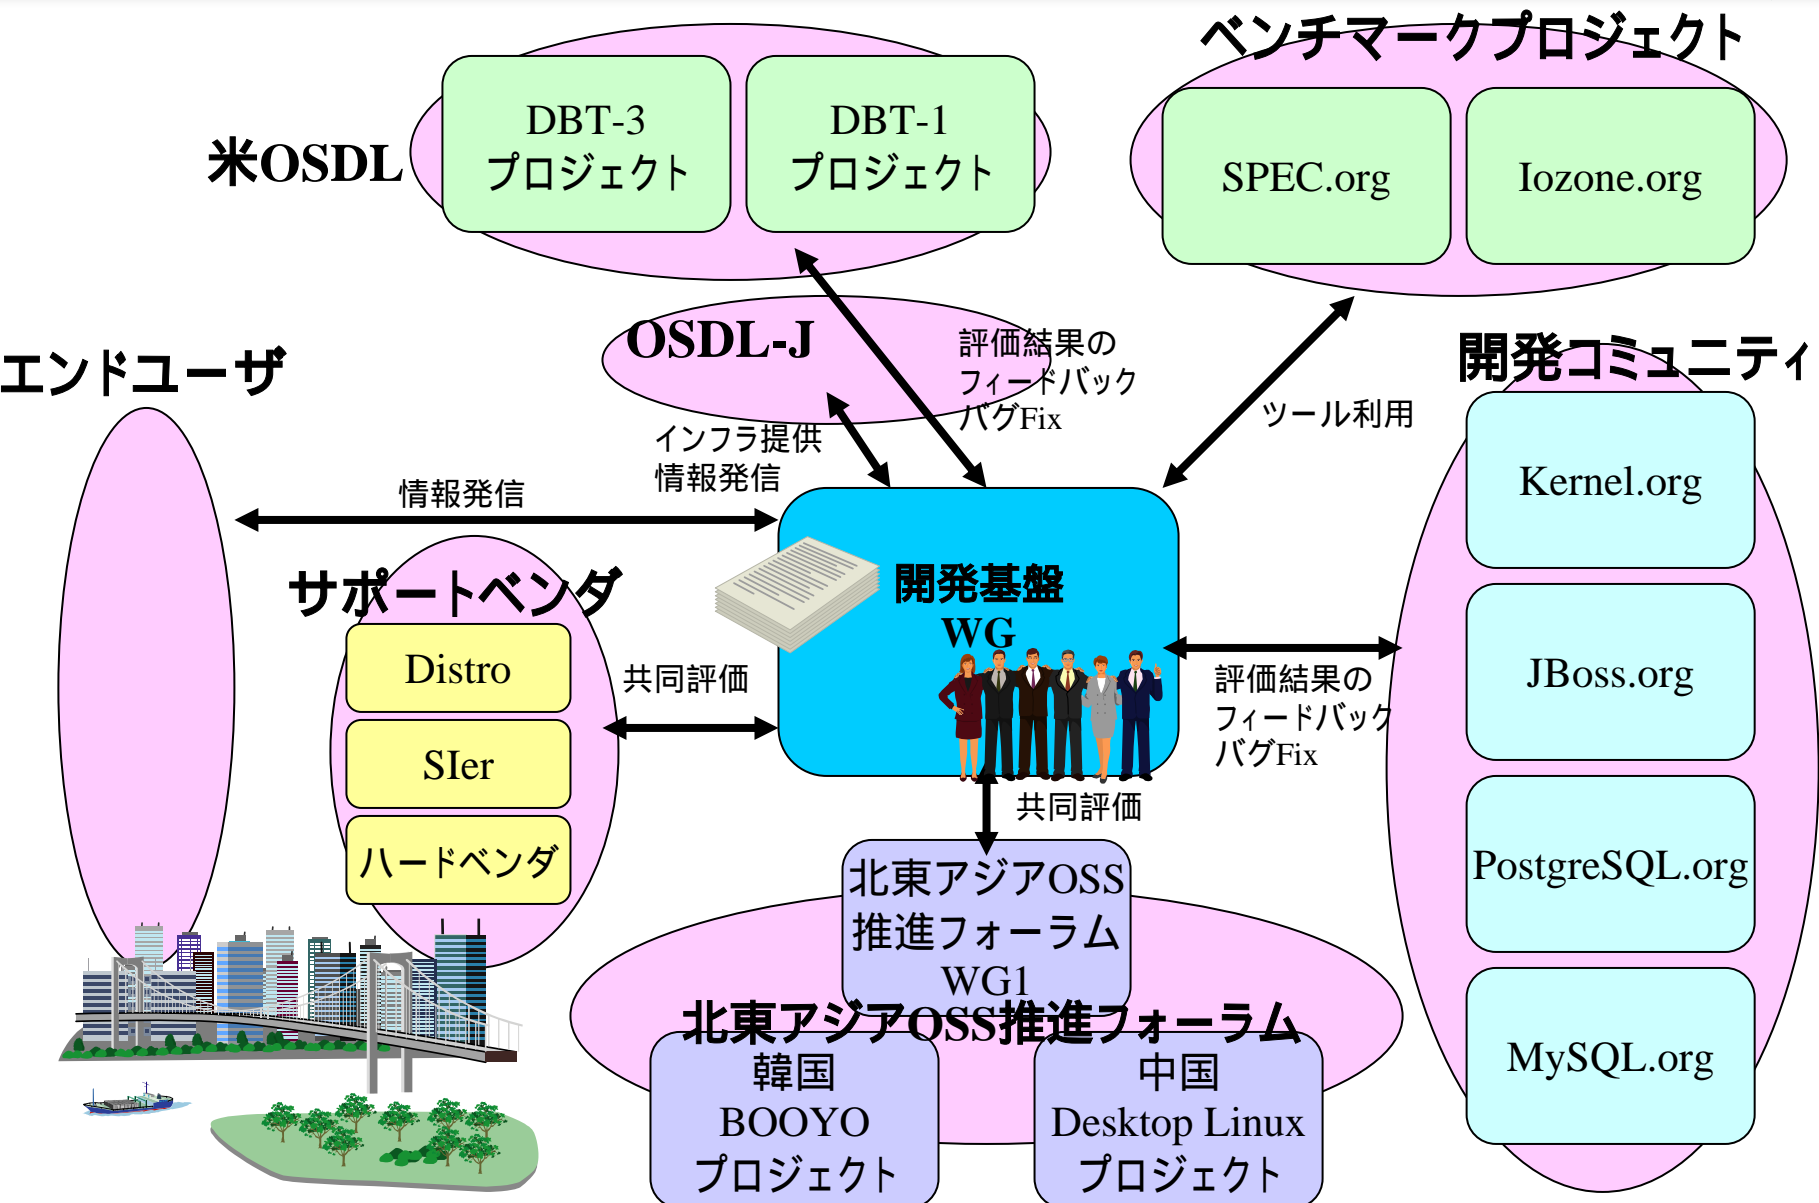 ベンチマークプロジェクト
米OSDL
DBT-3
プロジェクト
DBT-1
プロジェクト
SPEC.org
Iozone.org
OSDL-J
評価結果の
フィードバック
バグFix
ツール利用
エンドユーザ
開発コミュニティ
インフラ提供
情報発信
情報発信
サポートベンダ
Distro
SIer
ハードベンダ
共同評価
開発基盤
WG
評価結果の
フィードバック
バグFix
Kernel.org
JBoss.org
PostgreSQL.org
MySQL.org
共同評価
北東アジアOSS
推進フォーラム
WG1
北東アジアOSS推進フォーラム
韓国
BOOYO
プロジェクト
中国
Desktop Linux
プロジェクト